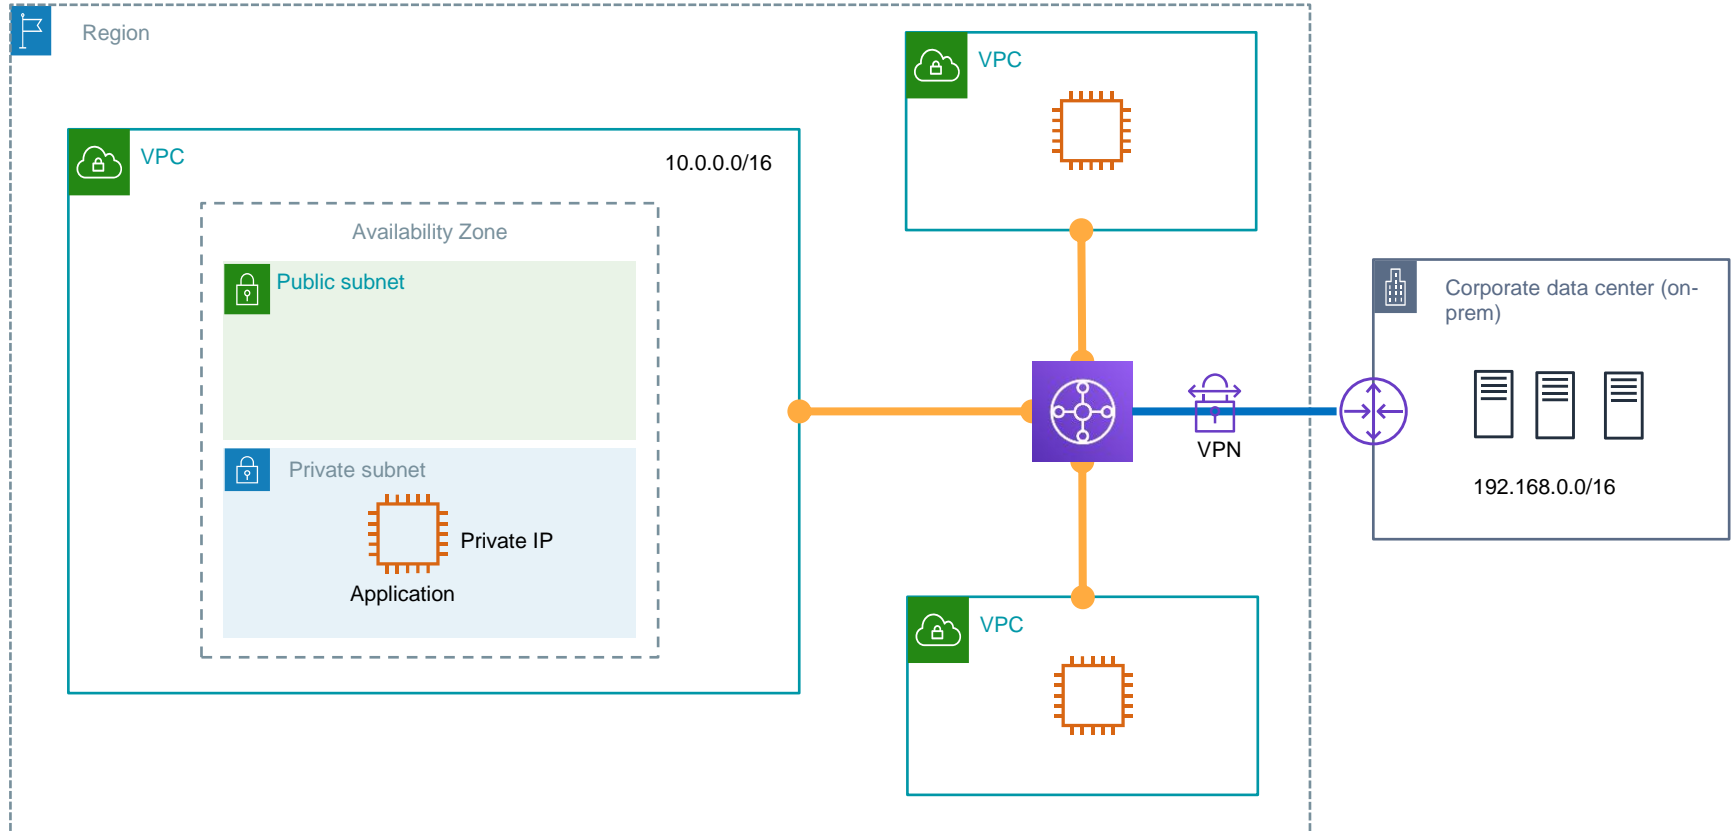 Region
VPC
10.0.0.0/16
Availability Zone
Public subnet
Private subnet
Private IP
Application
VPC
VPN
VPC
Corporate data center (on-
prem)
192.168.0.0/16